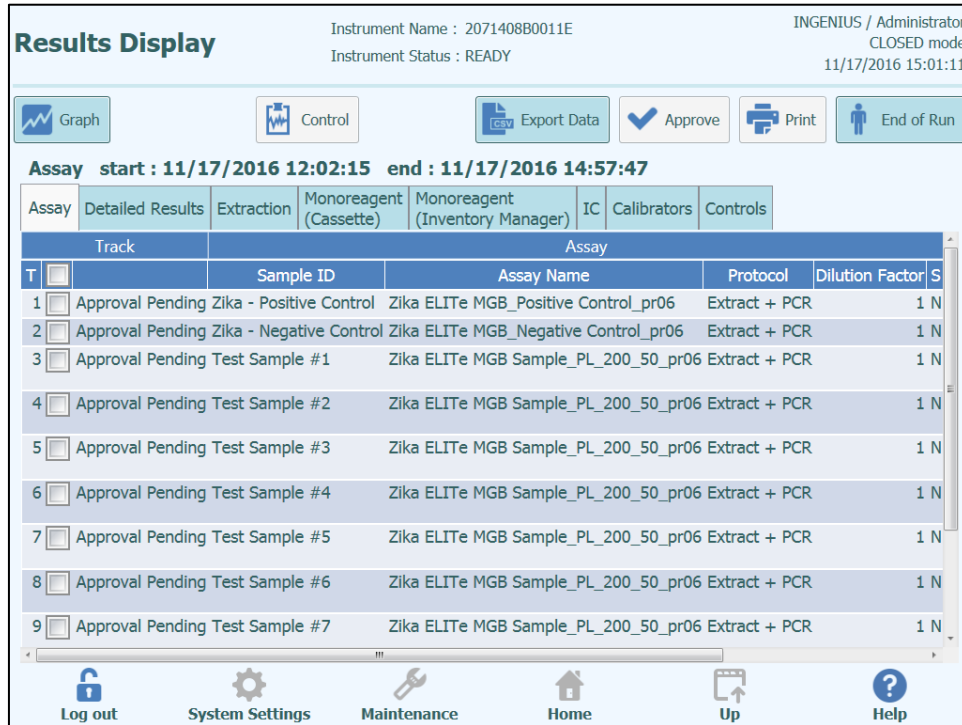 Results Display
Instrument Name : 2071408B0011E
Instrument Status : READY
INGENIUS / Administrator
CLOSED mode
11/17/2016 15:01:11
Graph
Control
CSV
Export Data
Approve
Print
End of Run
Assay start : 11/17/2016 12:02:15 end : 11/17/2016 14:57:47
Assay Detailed Results Extraction Monoreagent (Cassette) Monoreagent (Inventory Manager) IC Calibrators Controls
Track Assay
T Sample ID Assay Name Protocol Dilution Factor S
1 Approval Pending Zika - Positive Control Zika ELITe MGB_Positive Control_pr06 Extract + PCR 1 N
2 Approval Pending Zika - Negative Control Zika ELITe MGB_Negative Control_pr06 Extract + PCR 1 N
3 Approval Pending Test Sample #1 Zika ELITe MGB Sample_PL_200_50_pr06 Extract + PCR 1 N
4 Approval Pending Test Sample #2 Zika ELITe MGB Sample_PL_200_50_pr06 Extract + PCR 1 N
5 Approval Pending Test Sample #3 Zika ELITe MGB Sample_PL_200_50_pr06 Extract + PCR 1 N
6 Approval Pending Test Sample #4 Zika ELITe MGB Sample_PL_200_50_pr06 Extract + PCR 1 N
7 Approval Pending Test Sample #5 Zika ELITe MGB Sample_PL_200_50_pr06 Extract + PCR 1 N
8 Approval Pending Test Sample #6 Zika ELITe MGB Sample_PL_200_50_pr06 Extract + PCR 1 N
9 Approval Pending Test Sample #7 Zika ELITe MGB Sample_PL_200_50_pr06 Extract + PCR 1 N
Log out System Settings Maintenance Home Up Help